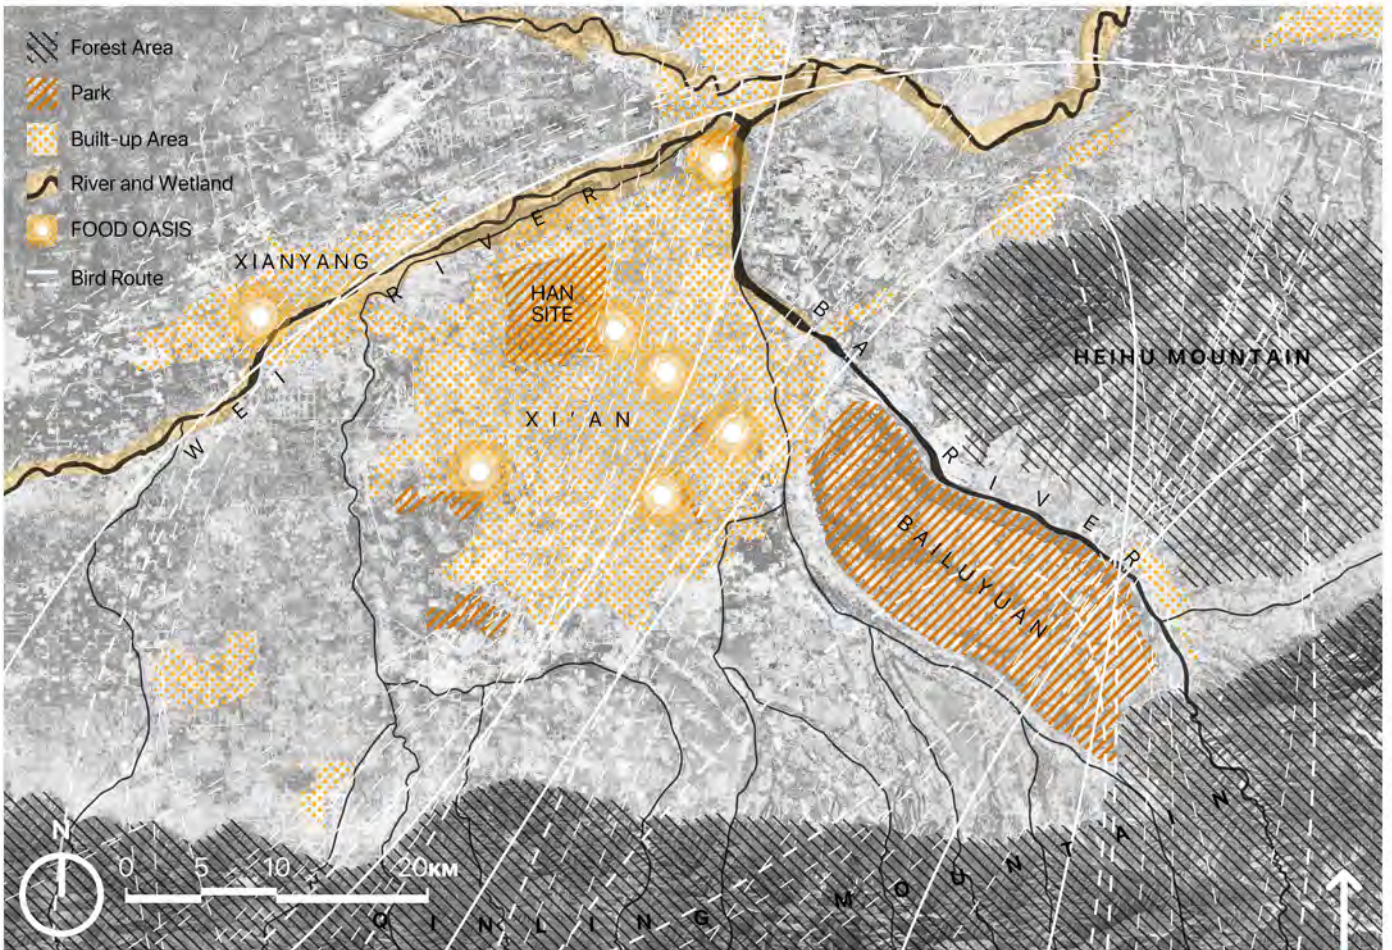 Forest Area
Park
Built-up Area
River and Wetland
FOOD OASIS
Bird Route
XIANYANG
WEI RIVER
HAN
SITE
XI'AN
BA RIVER
HEIHU MOUNTAIN
BAILUYUAN
QINLING MOUNTAIN
N
0 5 10 20KM